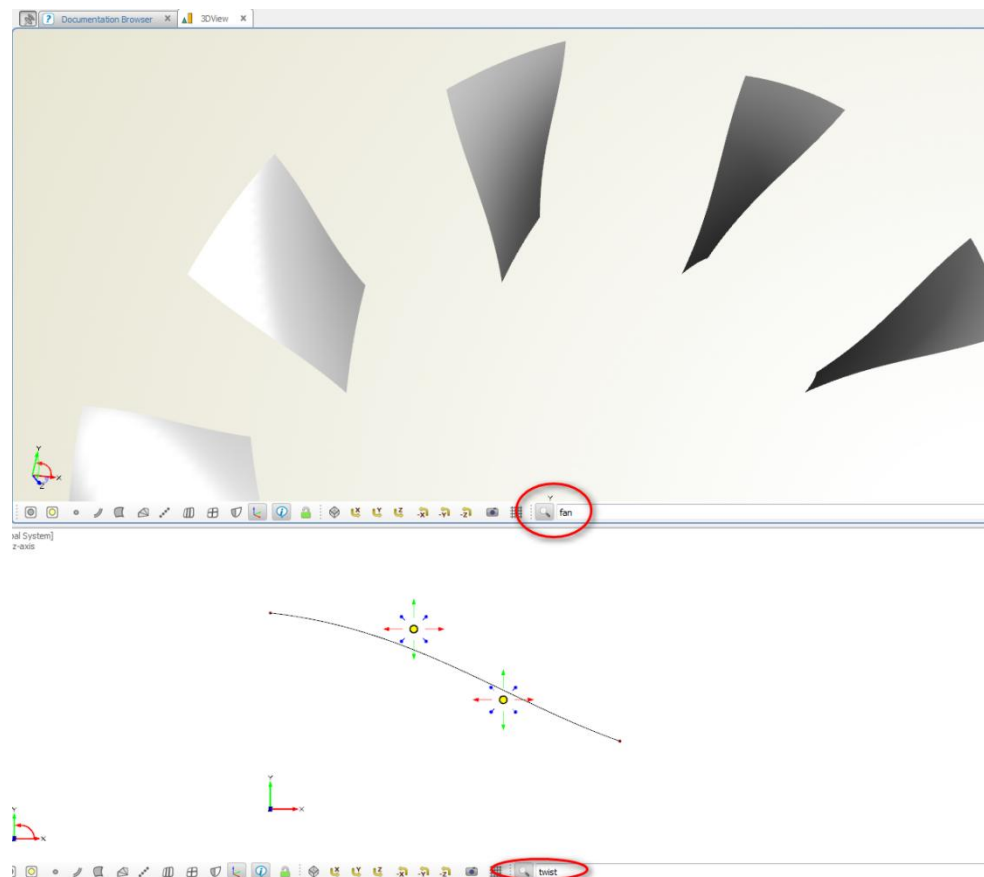 ? Documentation Browser × 3DView ×
Y
X
Z
X Y Z -X -Y -Z
Y
fan
al System]
z-axis
Y
X
Y
X
X Y Z -X -Y -Z twist